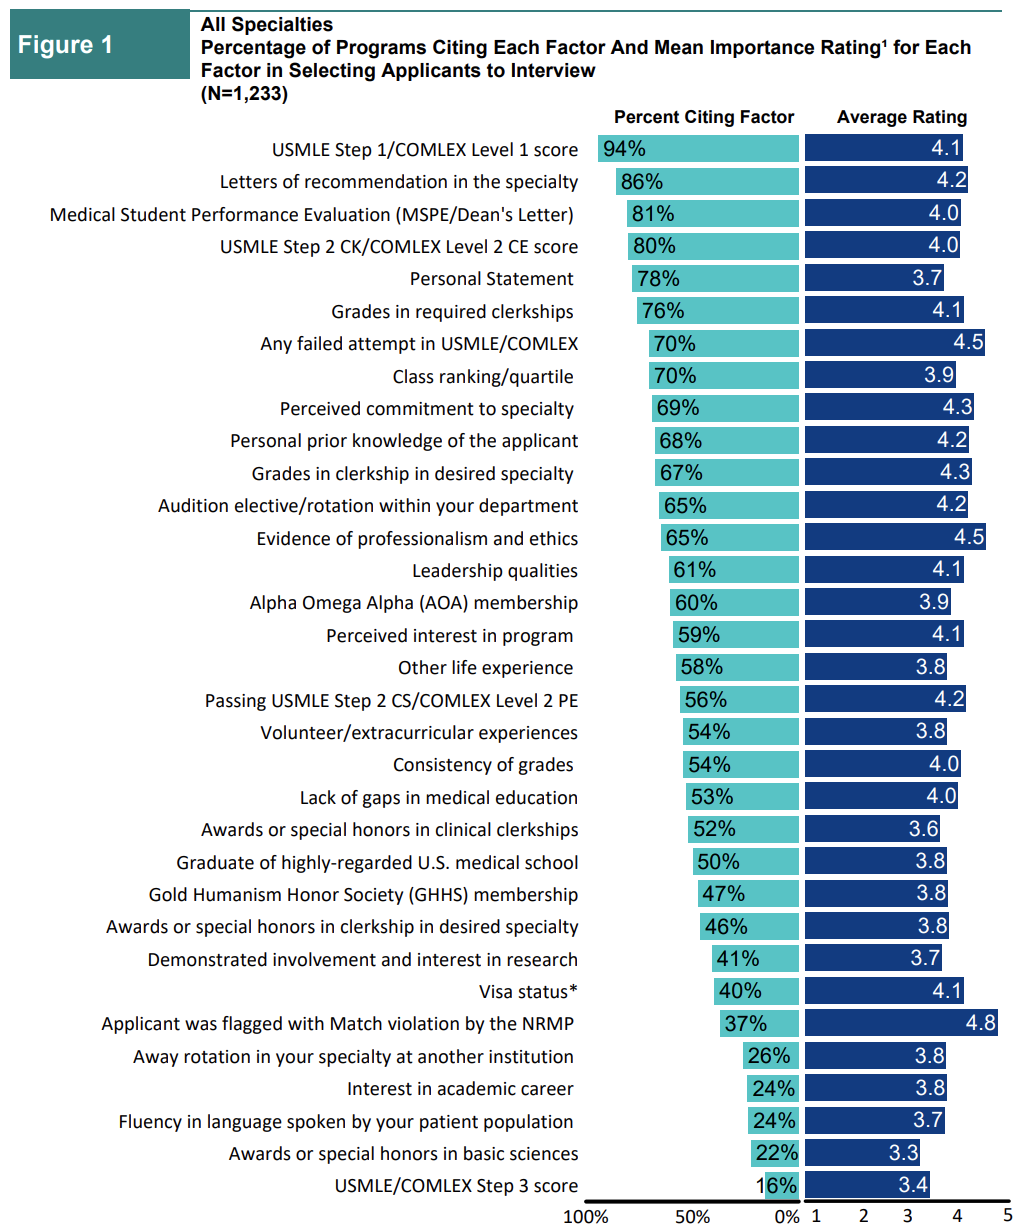 Figure 1
All Specialties
Percentage of Programs Citing Each Factor And Mean Importance Rating¹ for Each
Factor in Selecting Applicants to Interview
(N=1,233)
Percent Citing Factor Average Rating
USMLE Step 1/COMLEX Level 1 score 94% 4.1
Letters of recommendation in the specialty 86% 4.2
Medical Student Performance Evaluation (MSPE/Dean's Letter) 81% 4.0
USMLE Step 2 CK/COMLEX Level 2 CE score 80% 4.0
Personal Statement 78% 3.7
Grades in required clerkships 76% 4.1
Any failed attempt in USMLE/COMLEX 70% 4.5
Class ranking/quartile 70% 3.9
Perceived commitment to specialty 69% 4.3
Personal prior knowledge of the applicant 68% 4.2
Grades in clerkship in desired specialty 67% 4.3
Audition elective/rotation within your department 65% 4.2
Evidence of professionalism and ethics 65% 4.5
Leadership qualities 61% 4.1
Alpha Omega Alpha (AOA) membership 60% 3.9
Perceived interest in program 59% 4.1
Other life experience 58% 3.8
Passing USMLE Step 2 CS/COMLEX Level 2 PE 56% 4.2
Volunteer/extracurricular experiences 54% 3.8
Consistency of grades 54% 4.0
Lack of gaps in medical education 53% 4.0
Awards or special honors in clinical clerkships 52% 3.6
Graduate of highly-regarded U.S. medical school 50% 3.8
Gold Humanism Honor Society (GHHS) membership 47% 3.8
Awards or special honors in clerkship in desired specialty 46% 3.8
Demonstrated involvement and interest in research 41% 3.7
Visa status* 40% 4.1
Applicant was flagged with Match violation by the NRMP 37% 4.8
Away rotation in your specialty at another institution 26% 3.8
Interest in academic career 24% 3.8
Fluency in language spoken by your patient population 24% 3.7
Awards or special honors in basic sciences 22% 3.3
USMLE/COMLEX Step 3 score 16% 3.4
100% 50% 0% 1 2 3 4 5